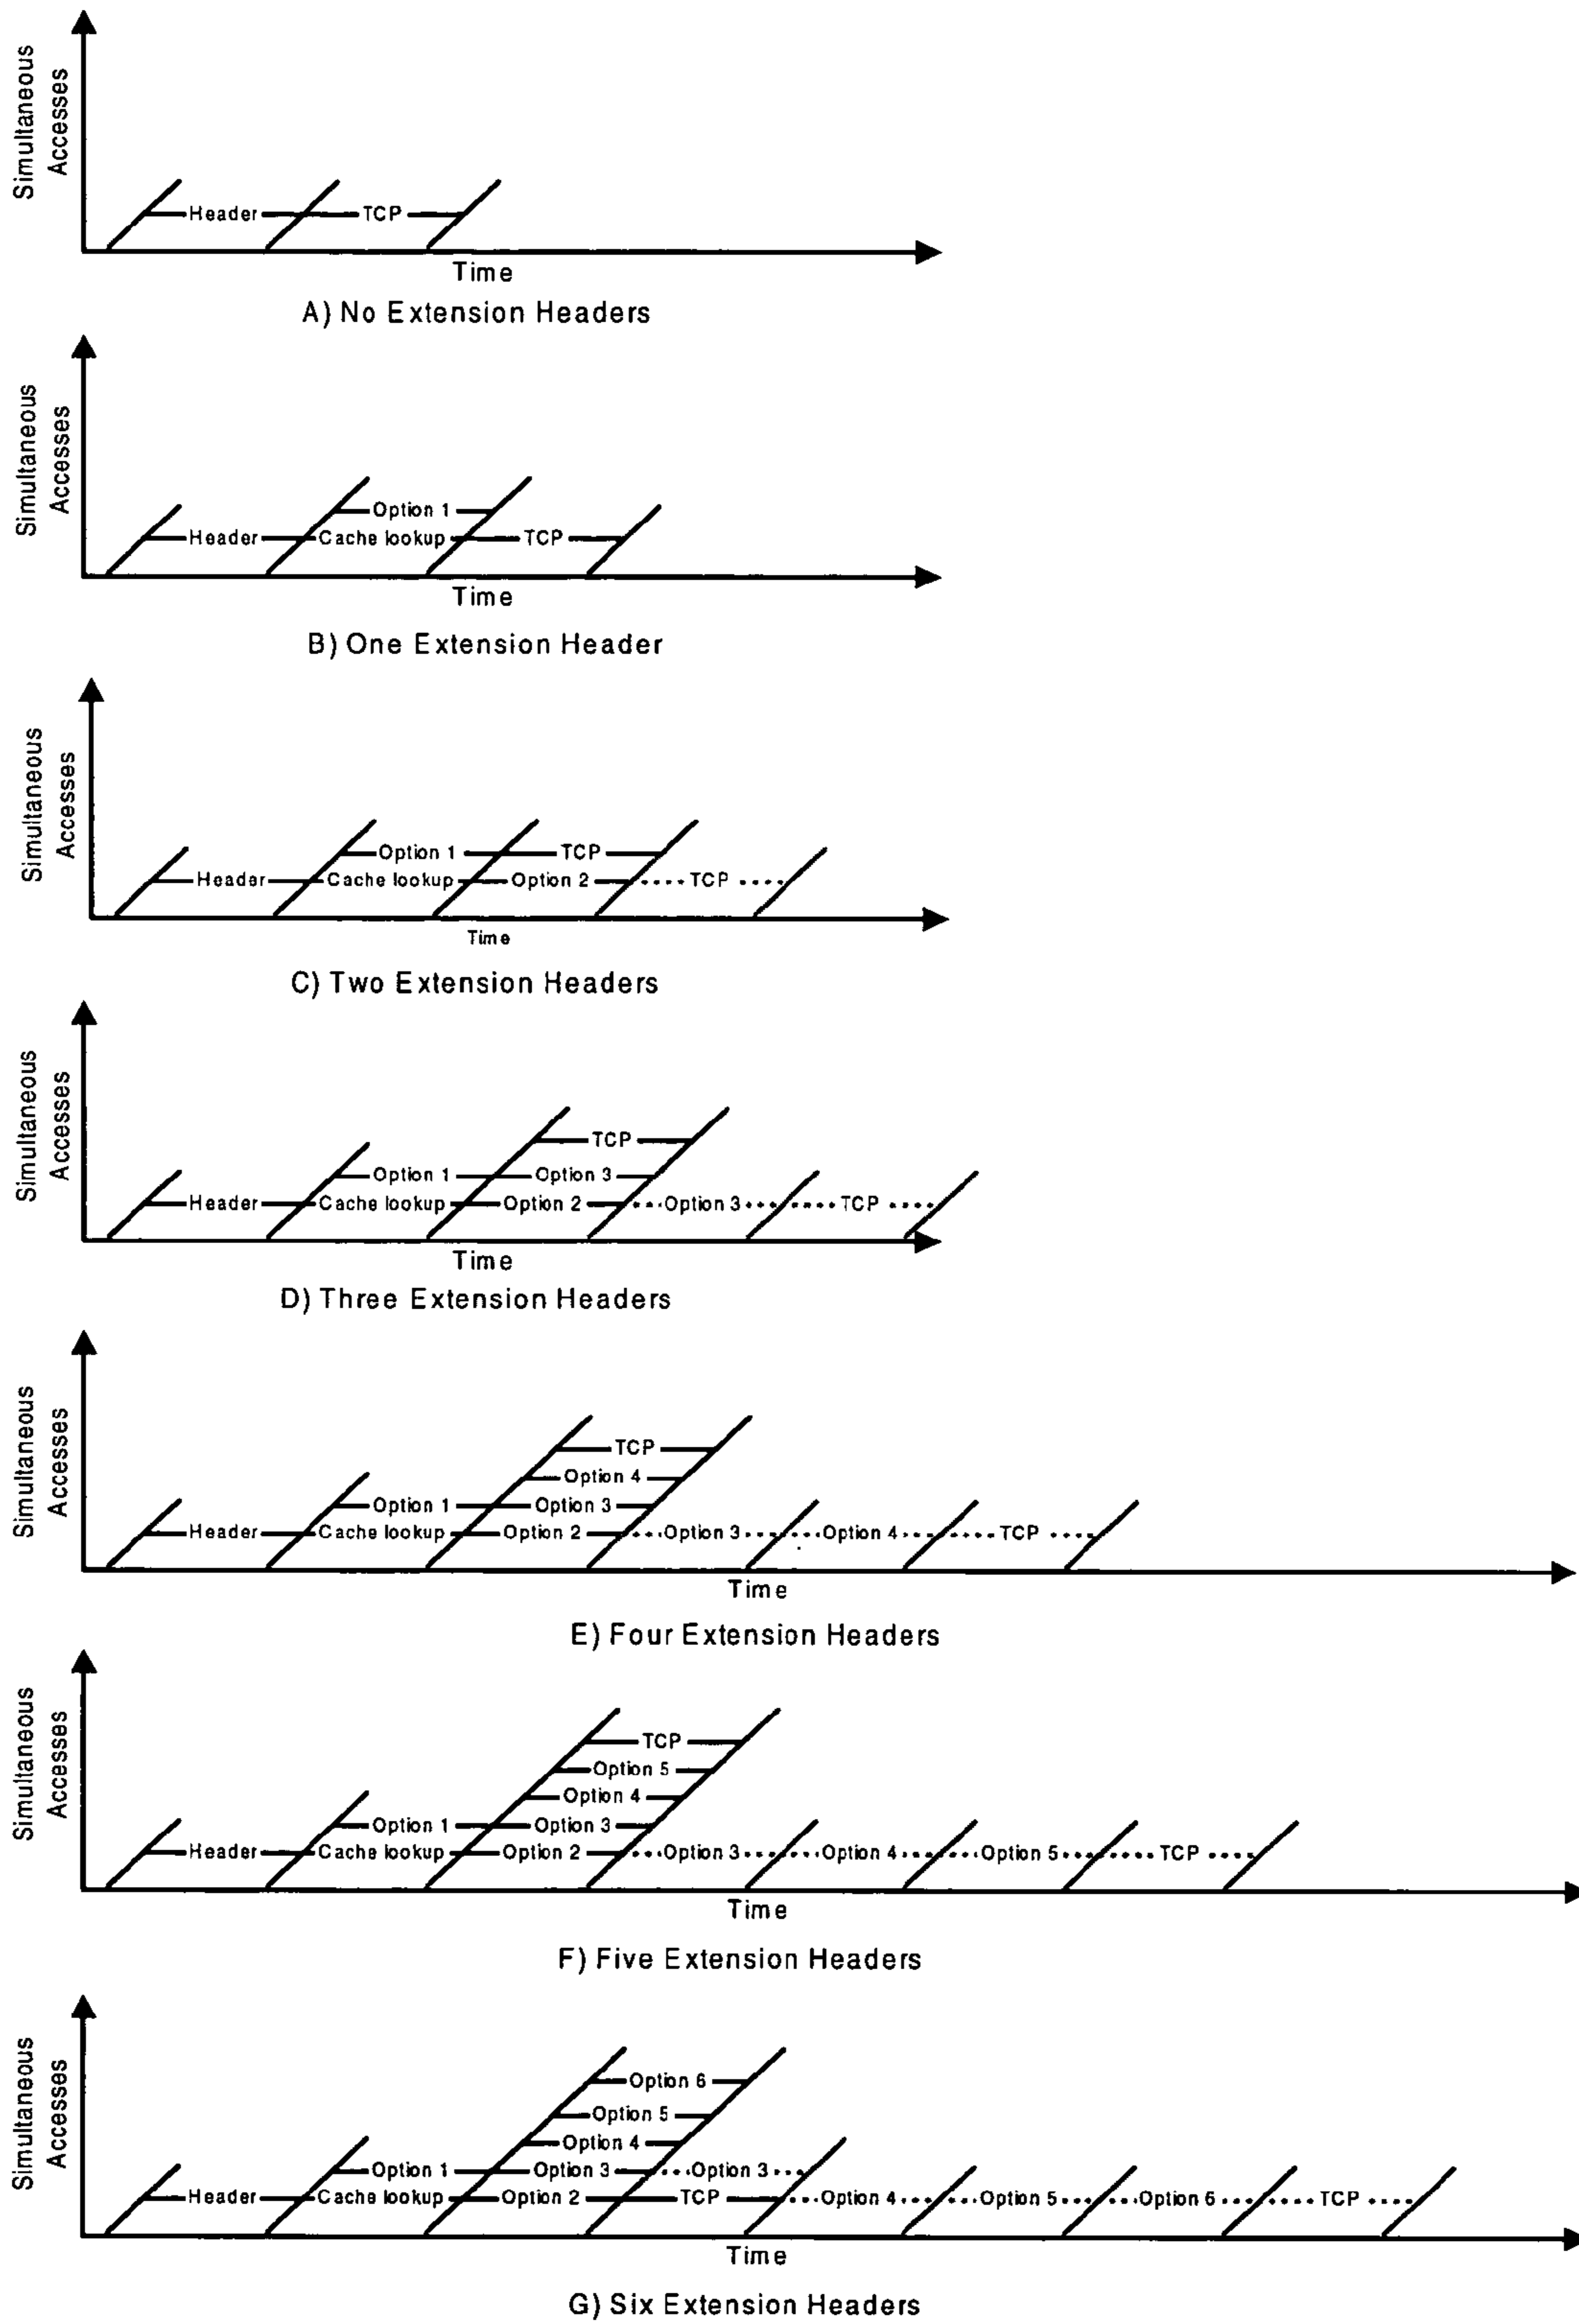 Simultaneous
Accesses
Header TCP
Time
A) No Extension Headers
Simultaneous
Accesses
Option 1
Header Cache lookup TCP
Time
B) One Extension Header
Simultaneous
Accesses
Option 1 TCP
Header Cache lookup Option 2 TCP
Time
C) Two Extension Headers
Simultaneous
Accesses
TCP
Option 1 Option 3
Header Cache lookup Option 2 Option 3 TCP
Time
D) Three Extension Headers
Simultaneous
Accesses
TCP
Option 4
Option 1 Option 3
Header Cache lookup Option 2 Option 3 Option 4 TCP
Time
E) Four Extension Headers
Simultaneous
Accesses
TCP
Option 5
Option 4
Option 1 Option 3
Header Cache lookup Option 2 Option 3 Option 4 Option 5 TCP
Time
F) Five Extension Headers
Simultaneous
Accesses
Option 6
Option 5
Option 4
Option 1 Option 3 Option 3
Header Cache lookup Option 2 TCP Option 4 Option 5 Option 6 TCP
Time
G) Six Extension Headers